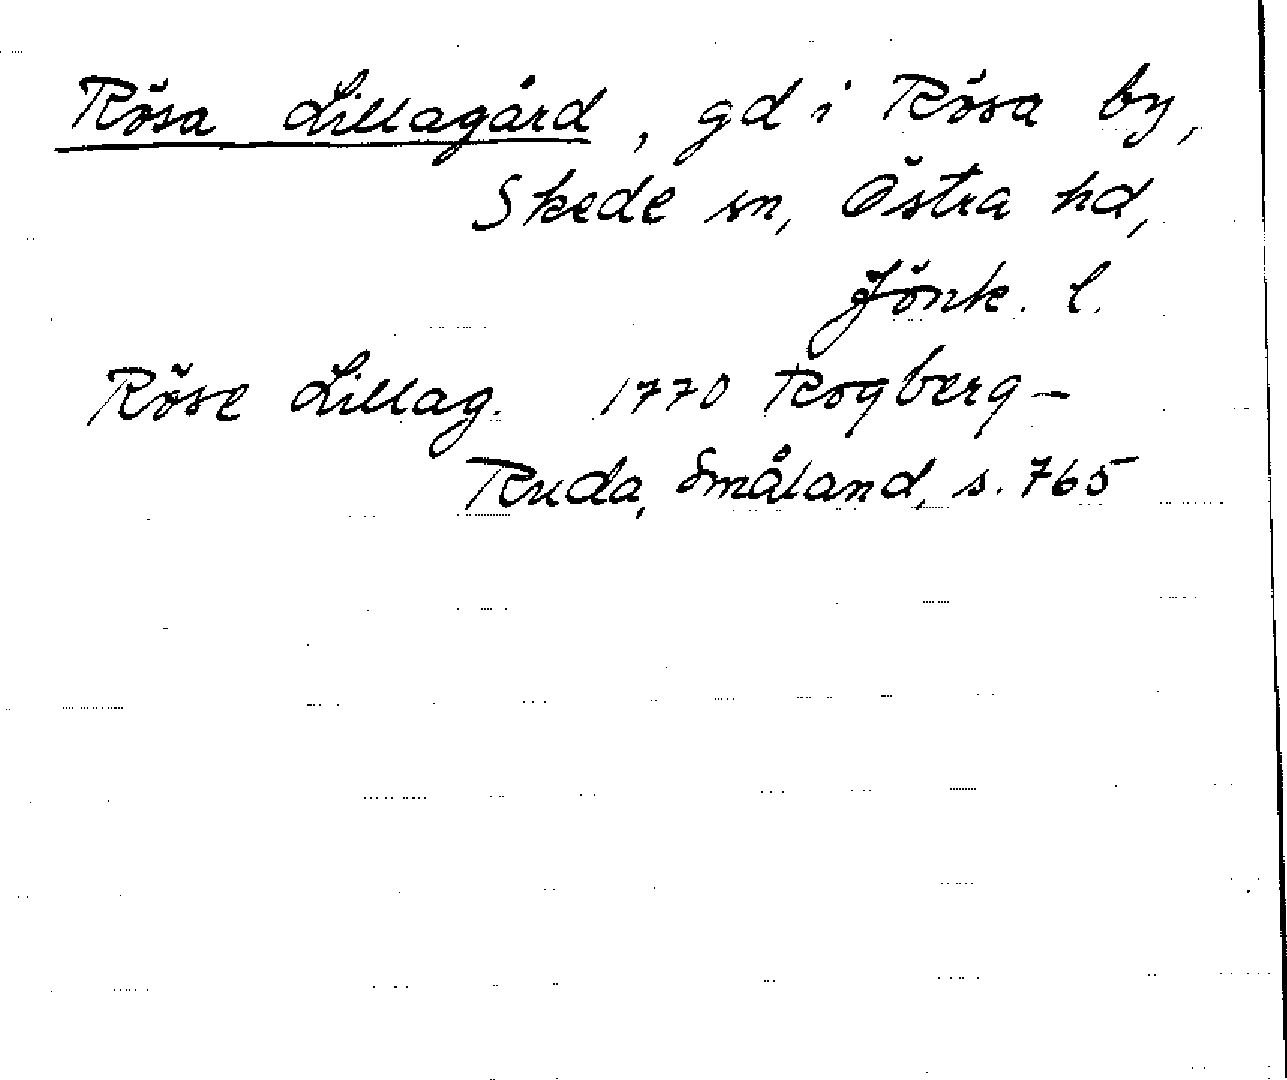 Rösa Lillagård, gd i Rösa by,
Skede sn, Östra hd,
Jönk. l.
Röse Lillag. 1770 Rogberg-
Ruda, Småland, s. 765